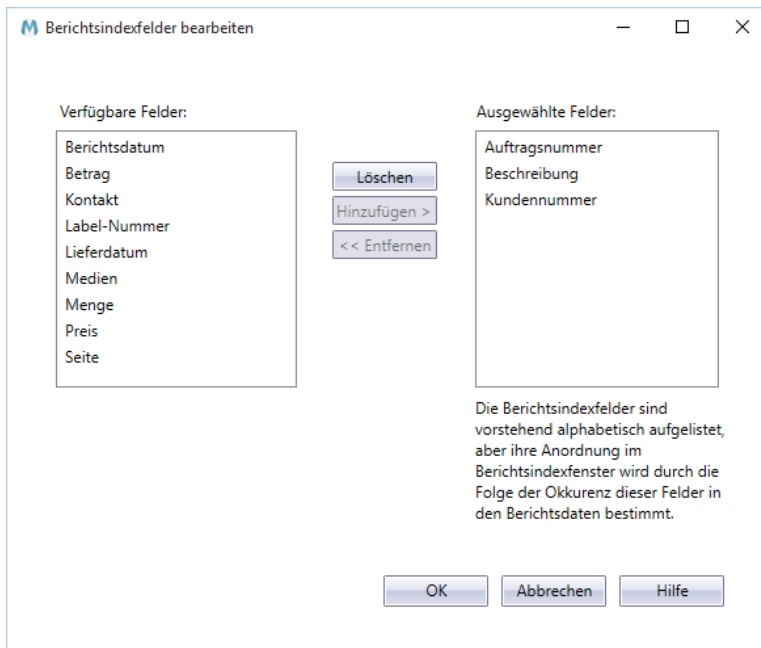 Berichtsindexfelder bearbeiten
Verfügbare Felder:
Berichtsdatum
Betrag
Kontakt
Label-Nummer
Lieferdatum
Medien
Menge
Preis
Seite
Löschen
Hinzufügen >
<< Entfernen
Ausgewählte Felder:
Auftragsnummer
Beschreibung
Kundennummer
Die Berichtsindexfelder sind
vorstehend alphabetisch aufgelistet,
aber ihre Anordnung im
Berichtsindexfenster wird durch die
Folge der Okkurenz dieser Felder in
den Berichtsdaten bestimmt.
OK
Abbrechen
Hilfe